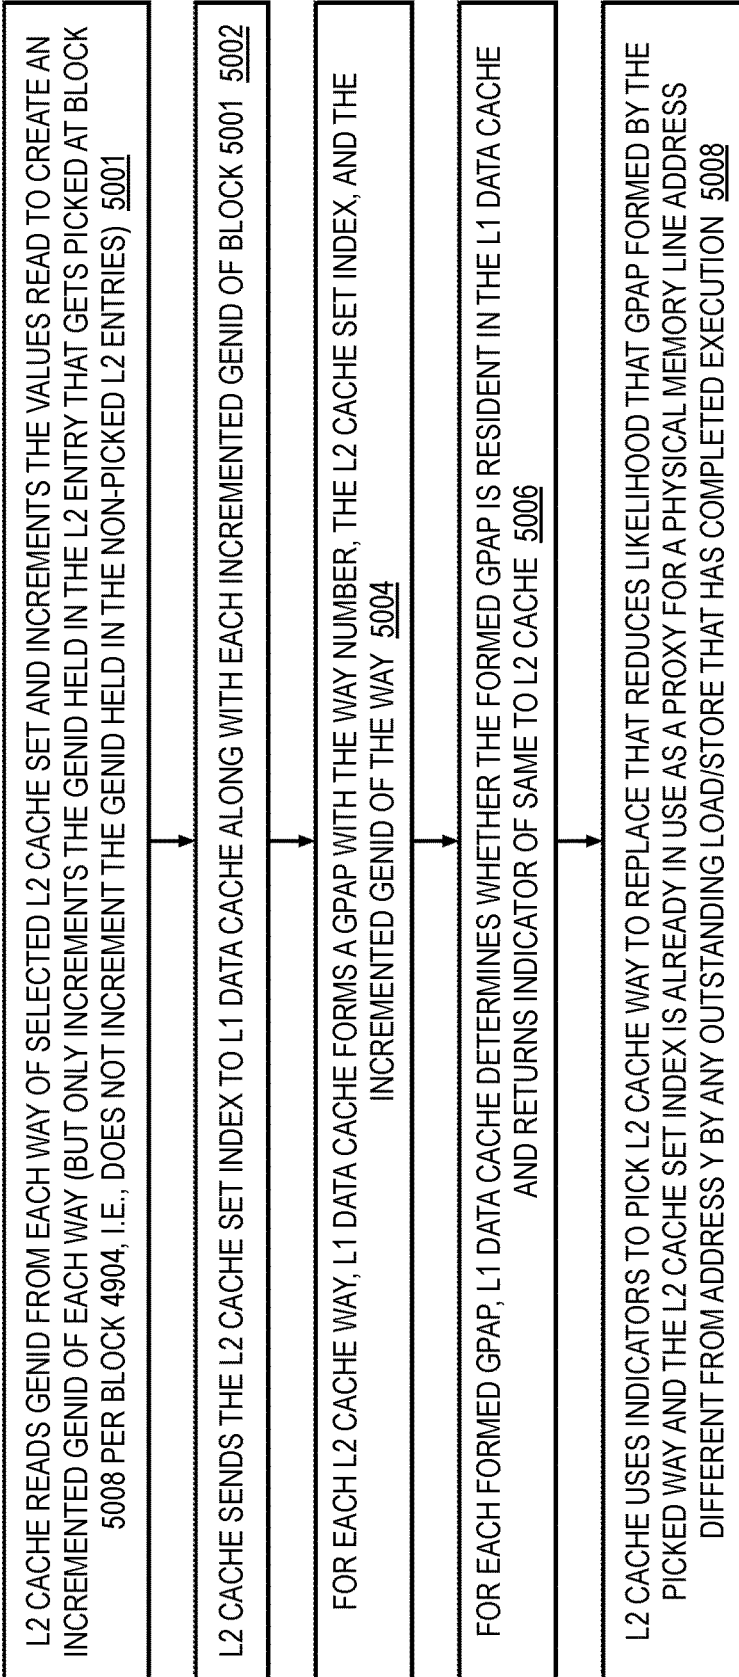 L2 CACHE READS GENID FROM EACH WAY OF SELECTED L2 CACHE SET AND INCREMENTS THE VALUES READ TO CREATE AN
INCREMENTED GENID OF EACH WAY (BUT ONLY INCREMENTS THE GENID HELD IN THE L2 ENTRY THAT GETS PICKED AT BLOCK
5008 PER BLOCK 4904, I.E., DOES NOT INCREMENT THE GENID HELD IN THE NON-PICKED L2 ENTRIES) 5001
L2 CACHE SENDS THE L2 CACHE SET INDEX TO L1 DATA CACHE ALONG WITH EACH INCREMENTED GENID OF BLOCK 5001 5002
FOR EACH L2 CACHE WAY, L1 DATA CACHE FORMS A GPAP WITH THE WAY NUMBER, THE L2 CACHE SET INDEX, AND THE
INCREMENTED GENID OF THE WAY 5004
FOR EACH FORMED GPAP, L1 DATA CACHE DETERMINES WHETHER THE FORMED GPAP IS RESIDENT IN THE L1 DATA CACHE
AND RETURNS INDICATOR OF SAME TO L2 CACHE 5006
L2 CACHE USES INDICATORS TO PICK L2 CACHE WAY TO REPLACE THAT REDUCES LIKELIHOOD THAT GPAP FORMED BY THE
PICKED WAY AND THE L2 CACHE SET INDEX IS ALREADY IN USE AS A PROXY FOR A PHYSICAL MEMORY LINE ADDRESS
DIFFERENT FROM ADDRESS Y BY ANY OUTSTANDING LOAD/STORE THAT HAS COMPLETED EXECUTION 5008